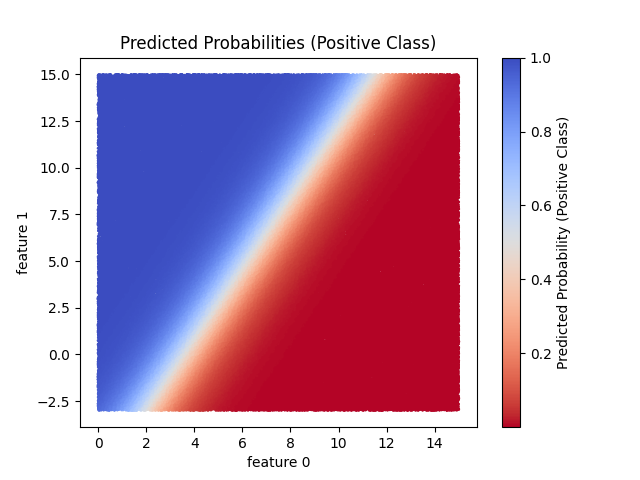 Predicted Probabilities (Positive Class)
15.0
12.5
10.0
7.5
5.0
2.5
0.0
−2.5
feature 1
0 2 4 6 8 10 12 14
feature 0
1.0
0.8
0.6
0.4
0.2
Predicted Probability (Positive Class)